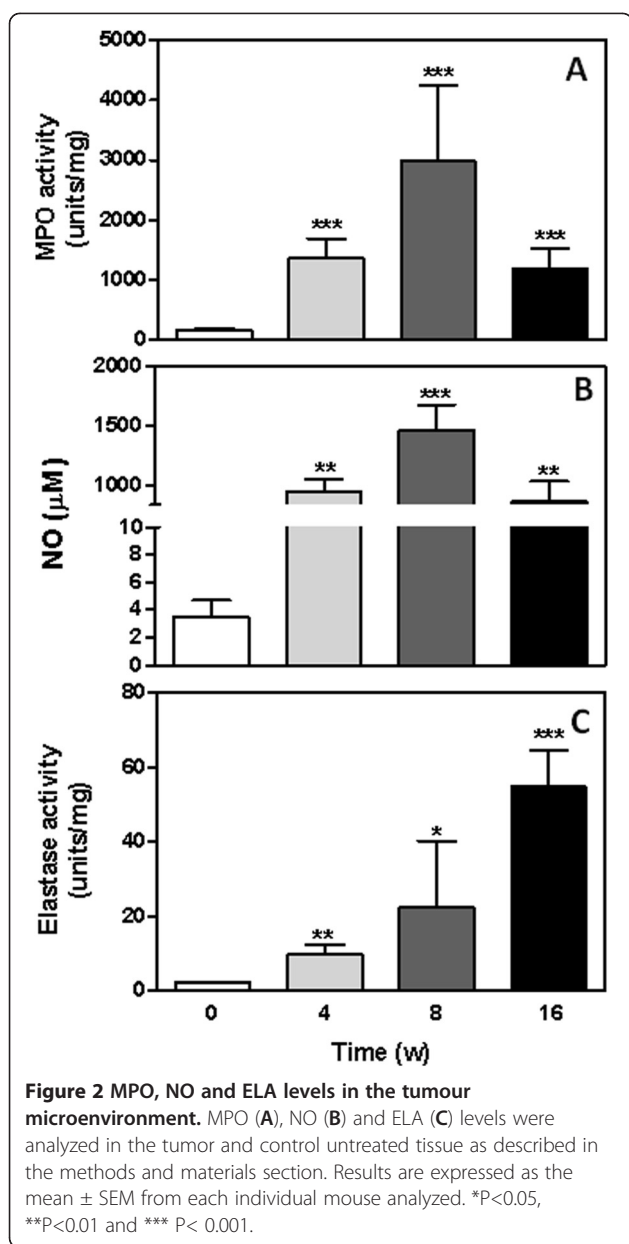 5000
4000
3000
2000
1000
0
MPO activity
(units/mg)
***
***
***
A
2000
1500
1000
10
8
6
4
2
0
NO (µM)
**
***
**
B
80
60
40
20
0
Elastase activity
(units/mg)
**
*
***
C
0 4 8 16
Time (w)
Figure 2 MPO, NO and ELA levels in the tumour
microenvironment. MPO (A), NO (B) and ELA (C) levels were
analyzed in the tumor and control untreated tissue as described in
the methods and materials section. Results are expressed as the
mean ± SEM from each individual mouse analyzed. *P<0.05,
**P<0.01 and *** P< 0.001.